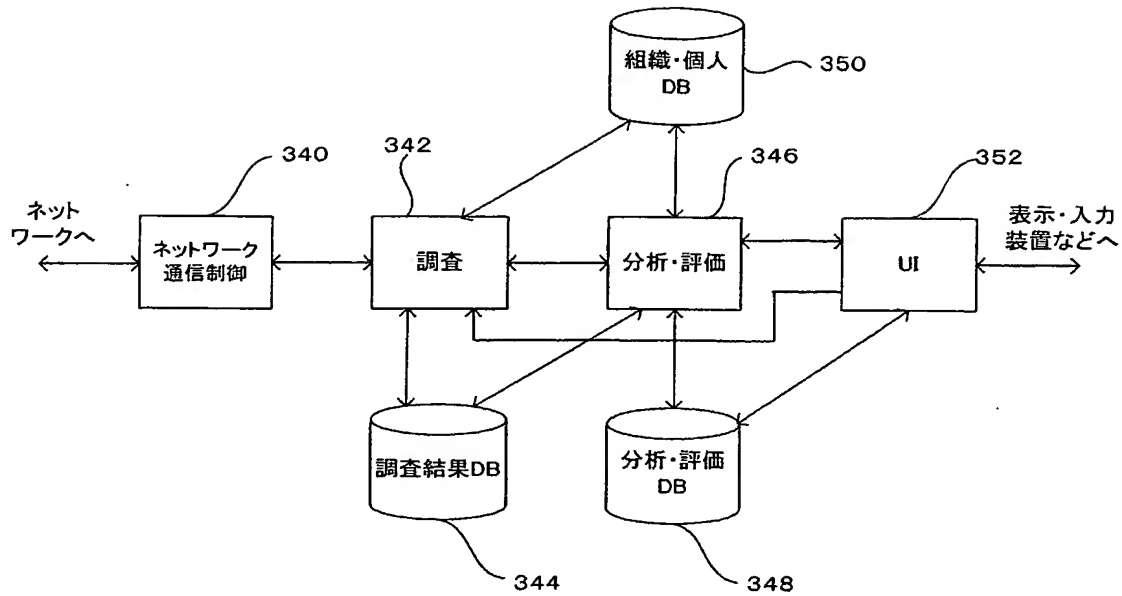 組織・個人
DB
350
340
342
346
352
ネット
ワークへ
ネットワーク
通信制御
調査
分析・評価
UI
表示・入力
装置などへ
調査結果DB
分析・評価
DB
344
348